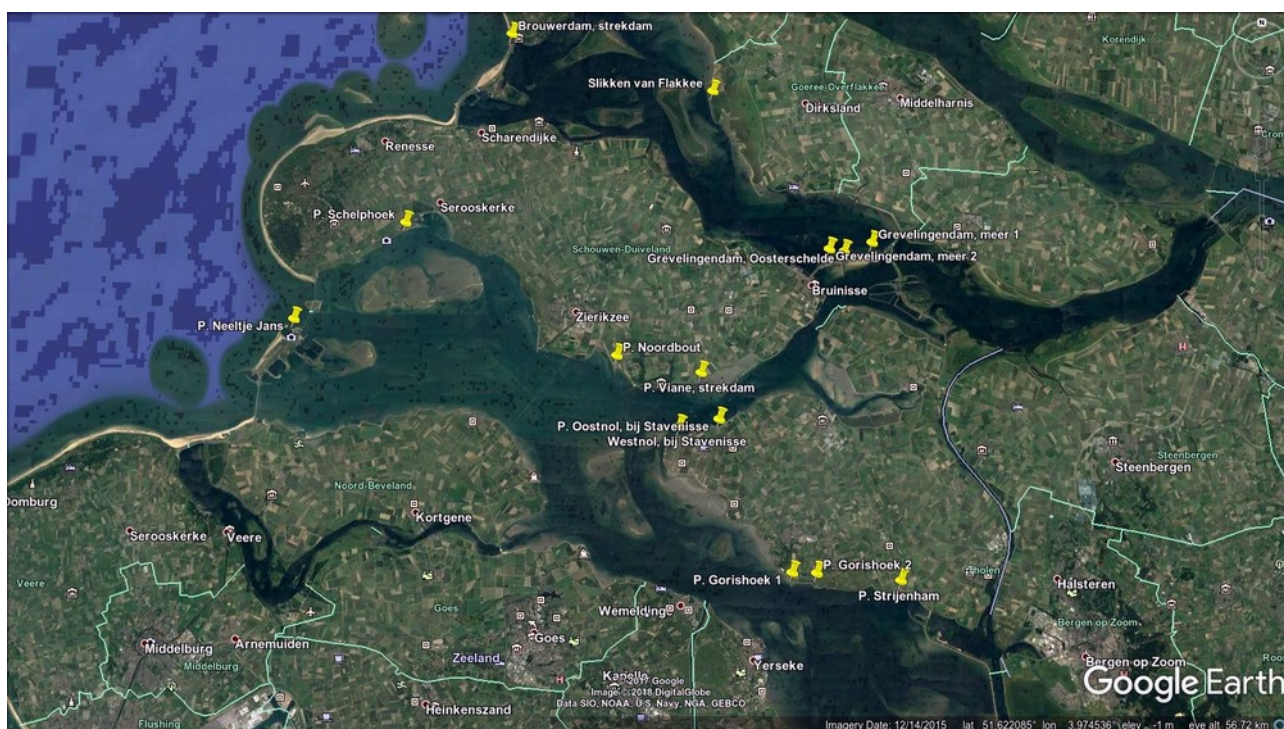 Brouwerdam, strekdam
Korendijk
Slikken van Flakkee
Goeree-Overflakkee
Dirksland
Middelharnis
Scharendijke
Renesse
P. Schelphoek
Serooskerke
Schouwen-Duiveland
Grevelingendam, meer 1
Grevelingendam, Oosterschelde
Grevelingendam, meer 2
Bruinisse
P. Neeltje Jans
Zierikzee
P. Noordbout
P. Viane, strekdam
P. Oostnol, bij Stavenisse
Westnol, bij Stavenisse
Steenbergen
Steenbergen
Noord-Beveland
Domburg
Kortgene
Serooskerke
Veere
Veere
P. Gorishoek 1
P. Gorishoek 2
P. Strijenham
Tholen
Halsteren
Goes
Wemelding
Bergen op Zoom
Middelburg
Arnemuiden
Middelburg
Goes
Zeeland
Yerseke
Bergen op Zoom
Kapelle
©2017 Google
Image © 2018 DigitalGlobe
Data SIO, NOAA, U.S. Navy, NGA, GEBCO
Google Earth
Heinkenszand
Flushing
Imagery Date: 12/14/2015 lat 51.622085° lon 3.974536° elev -1 m eye alt 56.72 km